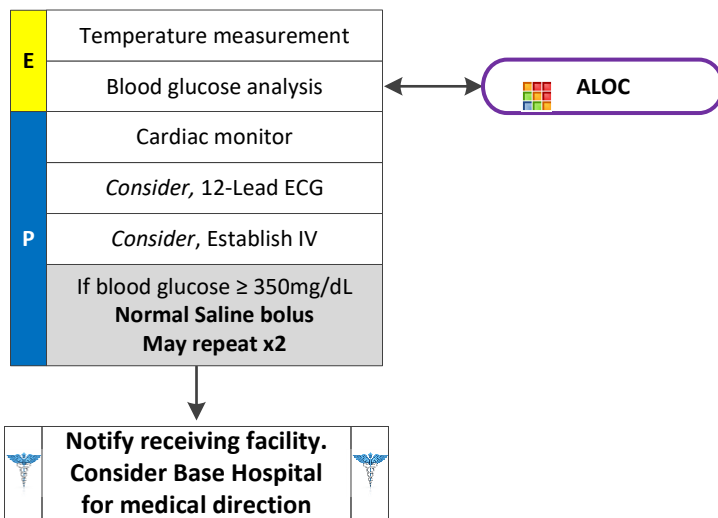 E
Temperature measurement
Blood glucose analysis
ALOC
P
Cardiac monitor
Consider, 12-Lead ECG
Consider, Establish IV
If blood glucose ≥ 350mg/dL
Normal Saline bolus
May repeat x2
Notify receiving facility.
Consider Base Hospital
for medical direction